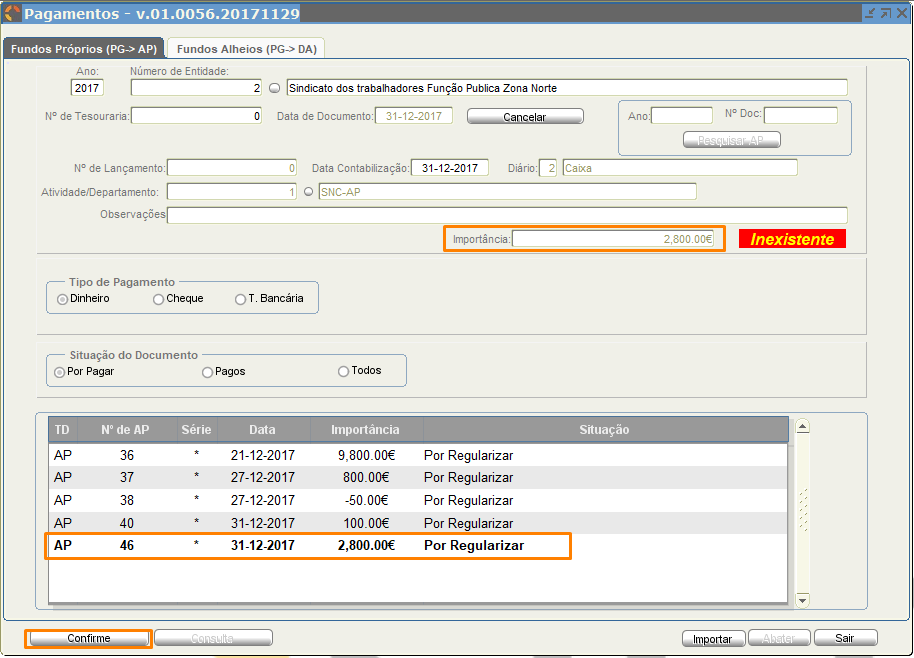 Pagamentos - v.01.0056.20171129
Fundos Próprios (PG-> AP) Fundos Alheios (PG-> DA)
Ano: Número de Entidade:
2017 2 Sindicato dos trabalhadores Função Publica Zona Norte
Nº de Tesouraria: 0 Data de Documento: 31-12-2017 Cancelar Ano: Nº Doc:
Pesquisar AP
Nº de Lançamento: 0 Data Contabilização: 31-12-2017 Diário: 2 Caixa
Atividade/Departamento: 1 SNC-AP
Observações
Importância: 2,800.00€ Inexistente
Tipo de Pagamento
Dinheiro Cheque T. Bancária
Situação do Documento
Por Pagar Pagos Todos
TD Nº de AP Série Data Importância Situação
AP 36 * 21-12-2017 9,800.00€ Por Regularizar
AP 37 * 27-12-2017 800.00€ Por Regularizar
AP 38 * 27-12-2017 -50.00€ Por Regularizar
AP 40 * 31-12-2017 100.00€ Por Regularizar
AP 46 * 31-12-2017 2,800.00€ Por Regularizar
Confirme Consulta Importar Abater Sair